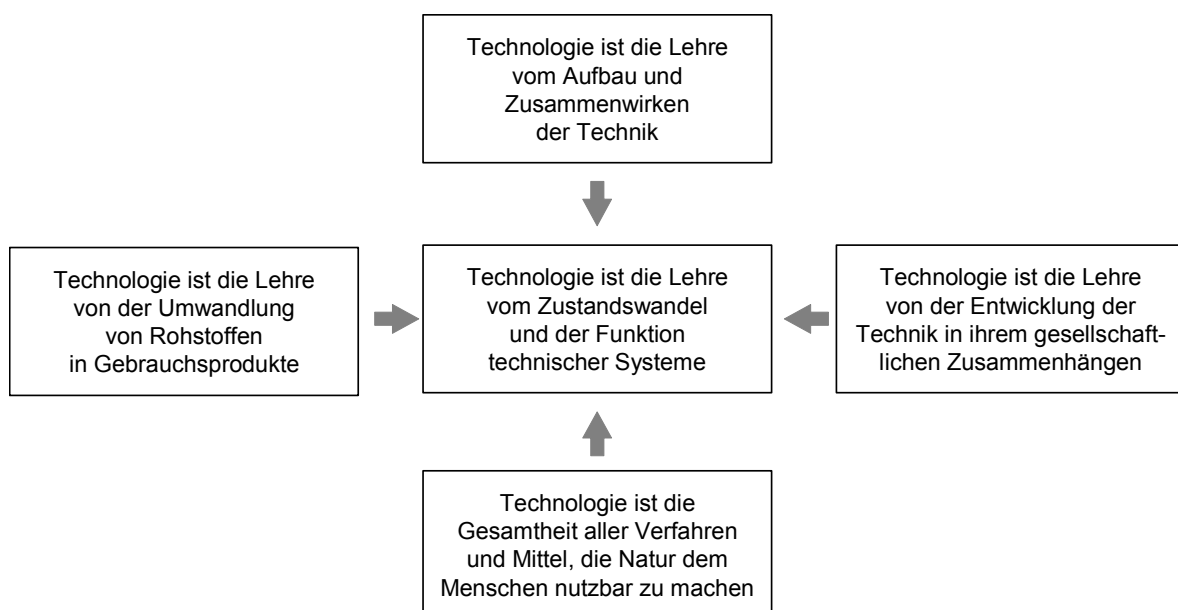 Technologie ist die Lehre
vom Aufbau und
Zusammenwirken
der Technik
Technologie ist die Lehre
von der Umwandlung
von Rohstoffen
in Gebrauchsprodukte
Technologie ist die Lehre
vom Zustandswandel
und der Funktion
technischer Systeme
Technologie ist die Lehre
von der Entwicklung der
Technik in ihrem gesellschaft-
lichen Zusammenhängen
Technologie ist die
Gesamtheit aller Verfahren
und Mittel, die Natur dem
Menschen nutzbar zu machen